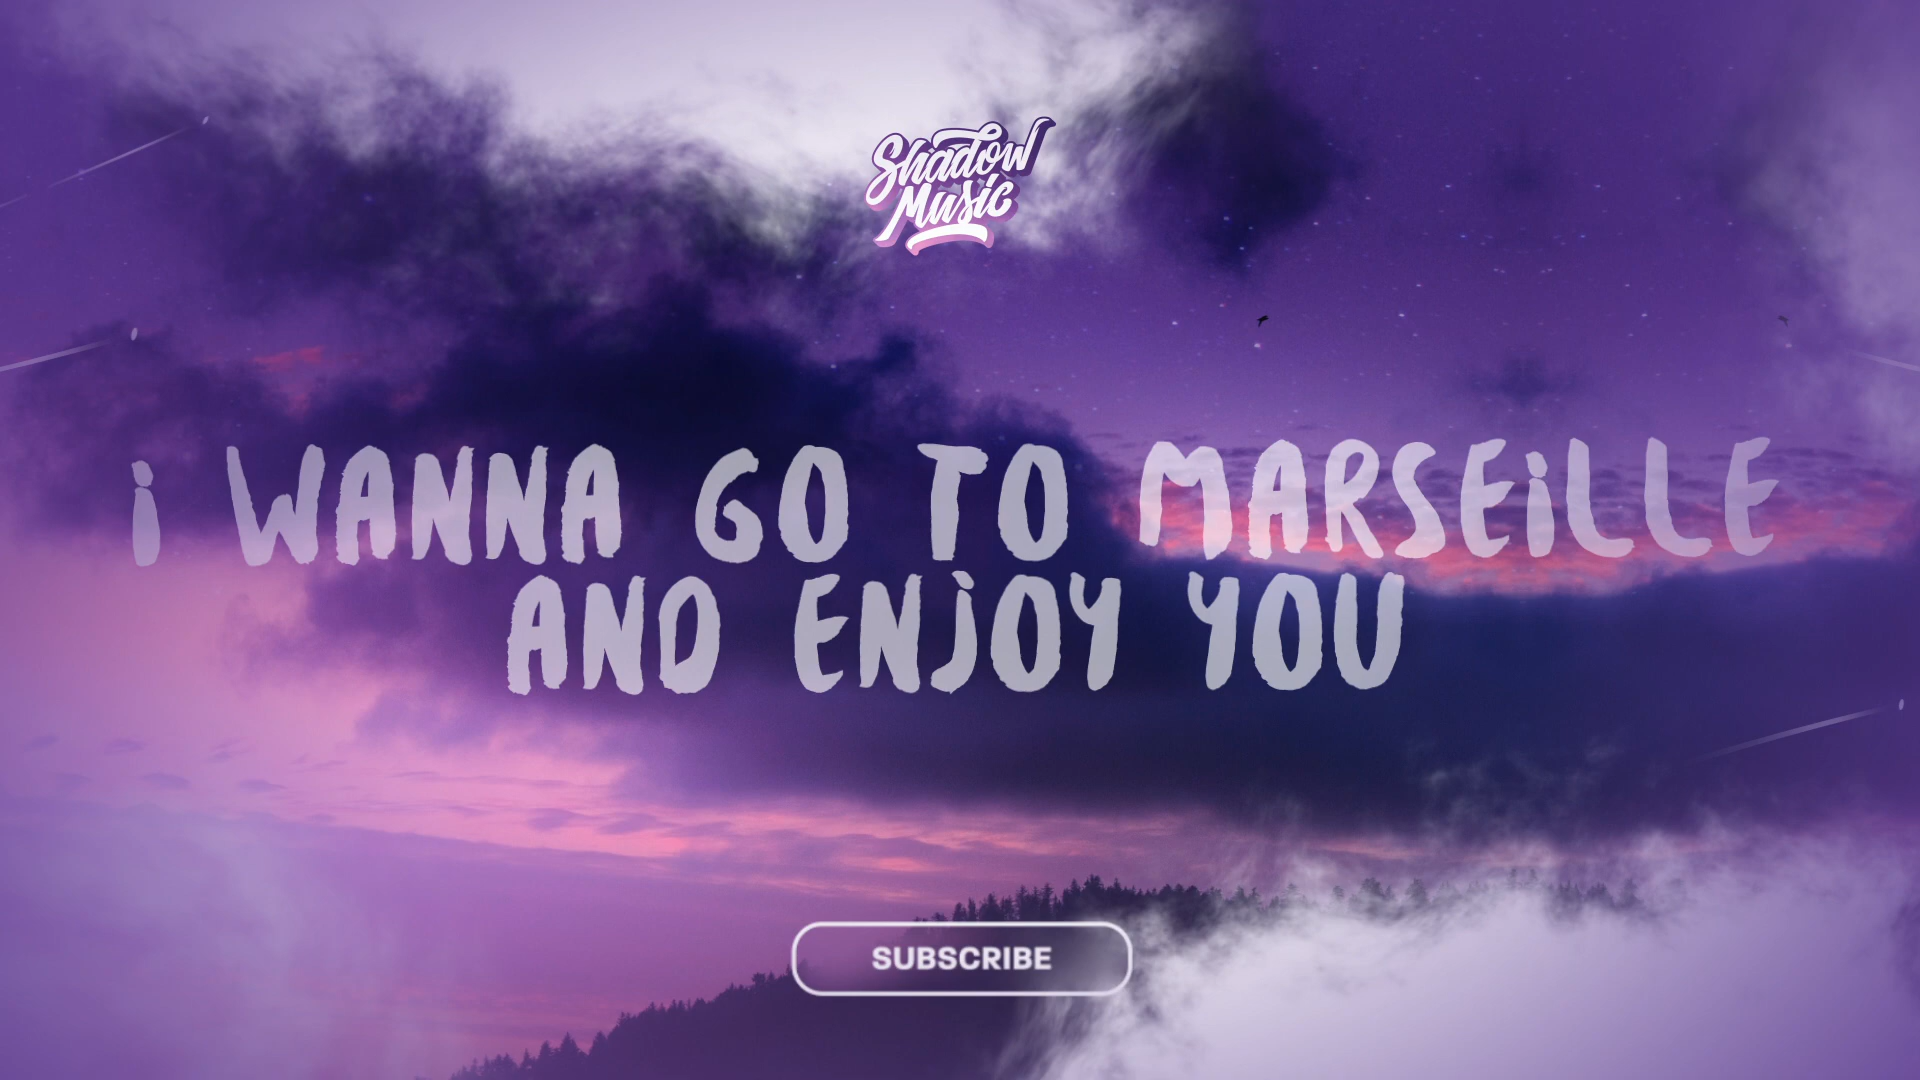 Shadow
Music
i WANNA GO TO MARSEiLLE
AND ENJOY YOU
SUBSCRIBE